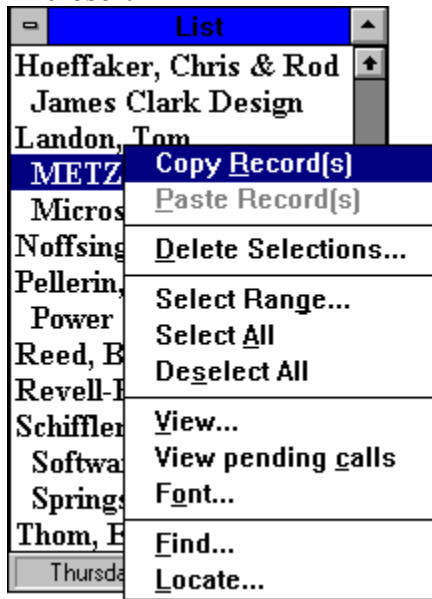 List
Hoeffaker, Chris & Rod
James Clark Design
Landon, Tom
METZ
Micros
Noffsing
Pellerin,
Power
Reed, B
Revell-
Schiffler
Softwa
Springs
Thom, E
Thursda
Copy Record(s)
Paste Record(s)
Delete Selections...
Select Range...
Select All
Deselect All
View...
View pending calls
Font...
Find...
Locate...